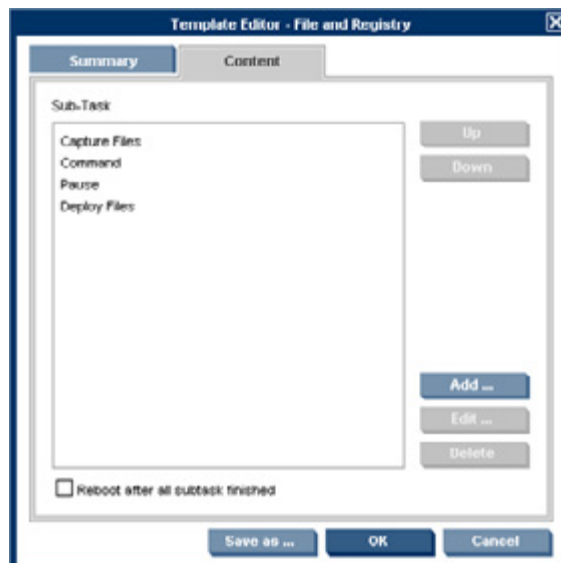 Template Editor - File and Registry
Summary
Content
Sub-Task
Capture Files
Command
Pause
Deploy Files
Up
Down
Add ...
Edit ...
Delete
Reboot after all subtask finished
Save as ...
OK
Cancel